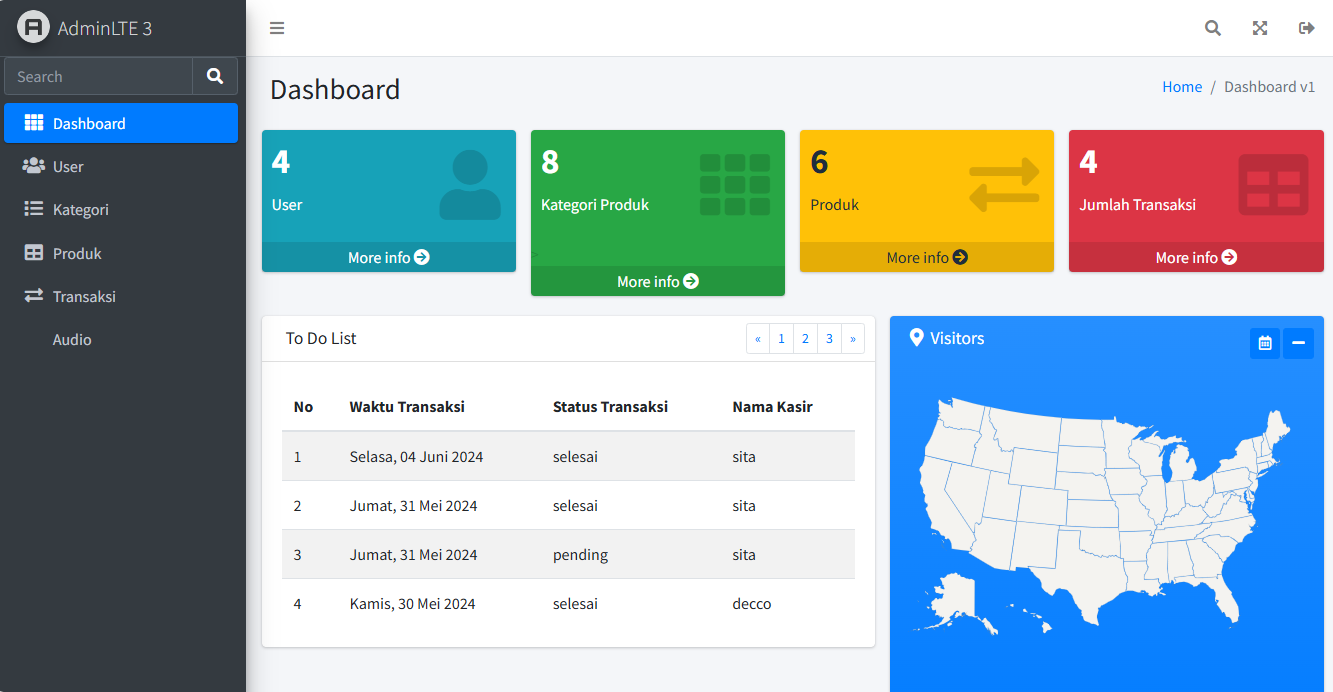 AdminLTE 3
Search
Dashboard
User
Kategori
Produk
Transaksi
Audio
Dashboard
Home / Dashboard v1
4
User
More info
8
Kategori Produk
>
More info
6
Produk
More info
4
Jumlah Transaksi
More info
To Do List
« 1 2 3 »
No Waktu Transaksi Status Transaksi Nama Kasir
1 Selasa, 04 Juni 2024 selesai sita
2 Jumat, 31 Mei 2024 selesai sita
3 Jumat, 31 Mei 2024 pending sita
4 Kamis, 30 Mei 2024 selesai decco
Visitors